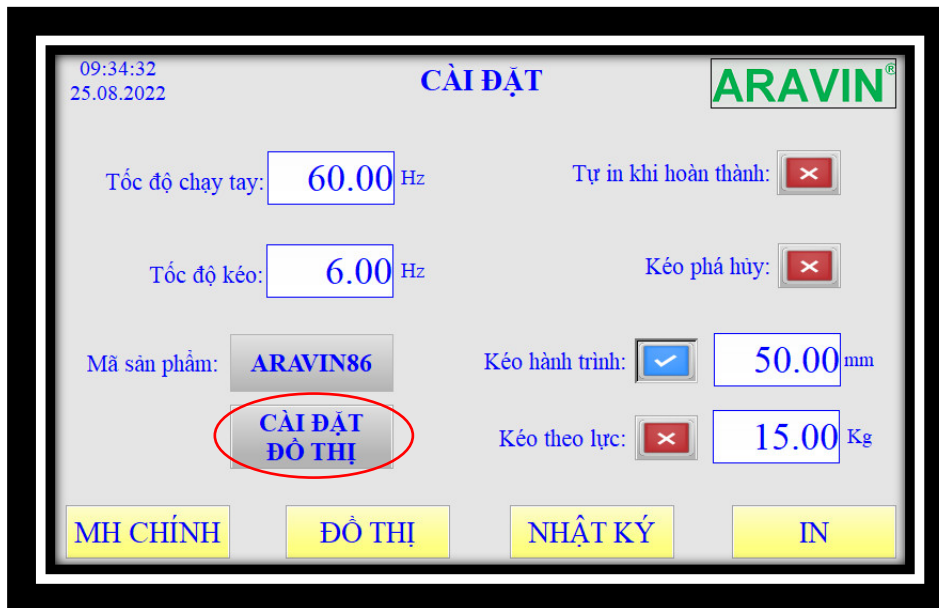 09:34:32
25.08.2022
CÀI ĐẶT
ARAVIN®
Tốc độ chạy tay: 60.00 Hz
Tự in khi hoàn thành:
Tốc độ kéo: 6.00 Hz
Kéo phá hủy:
Mã sản phẩm: ARAVIN86
Kéo hành trình: 50.00 mm
CÀI ĐẶT
ĐỒ THỊ
Kéo theo lực: 15.00 Kg
MH CHÍNH
ĐỒ THỊ
NHẬT KÝ
IN